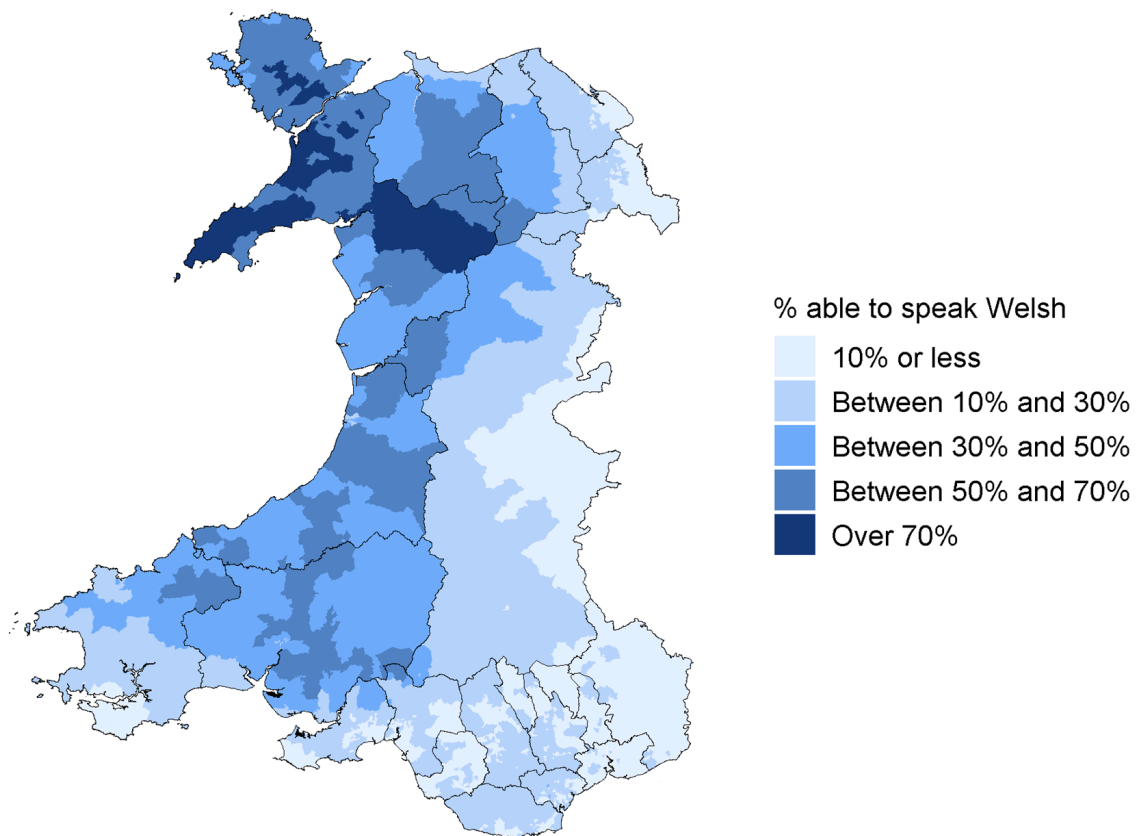 % able to speak Welsh
10% or less
Between 10% and 30%
Between 30% and 50%
Between 50% and 70%
Over 70%